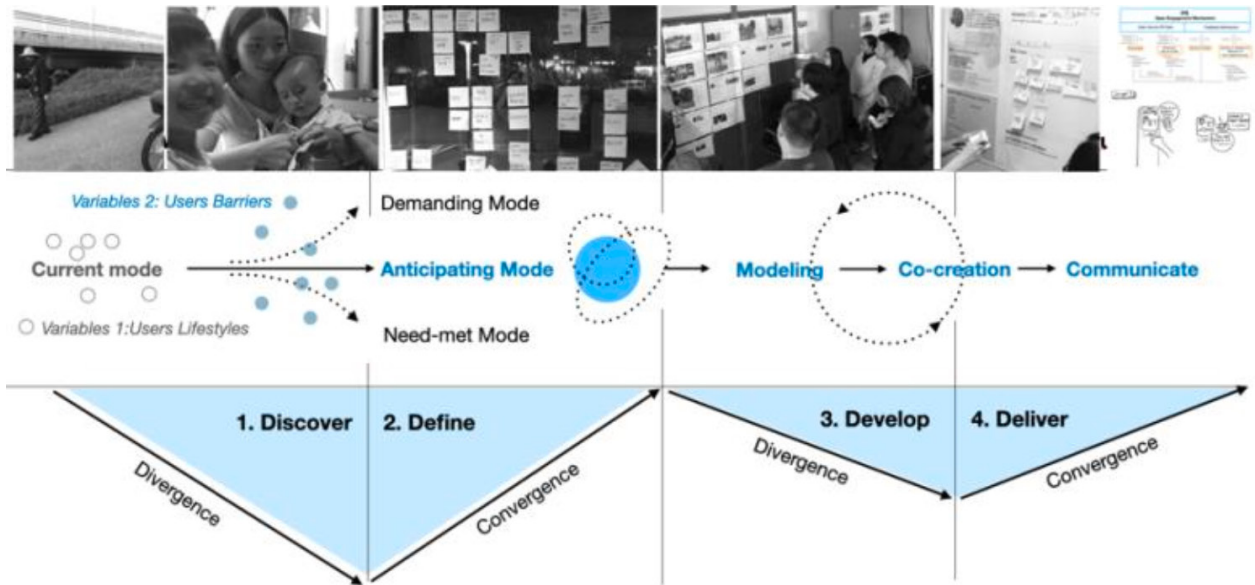 Variables 2: Users Barriers
Demanding Mode
Current mode
Anticipating Mode
Modeling
Co-creation
Communicate
Variables 1:Users Lifestyles
Need-met Mode
1. Discover
2. Define
3. Develop
4. Deliver
Divergence
Convergence
Divergence
Convergence